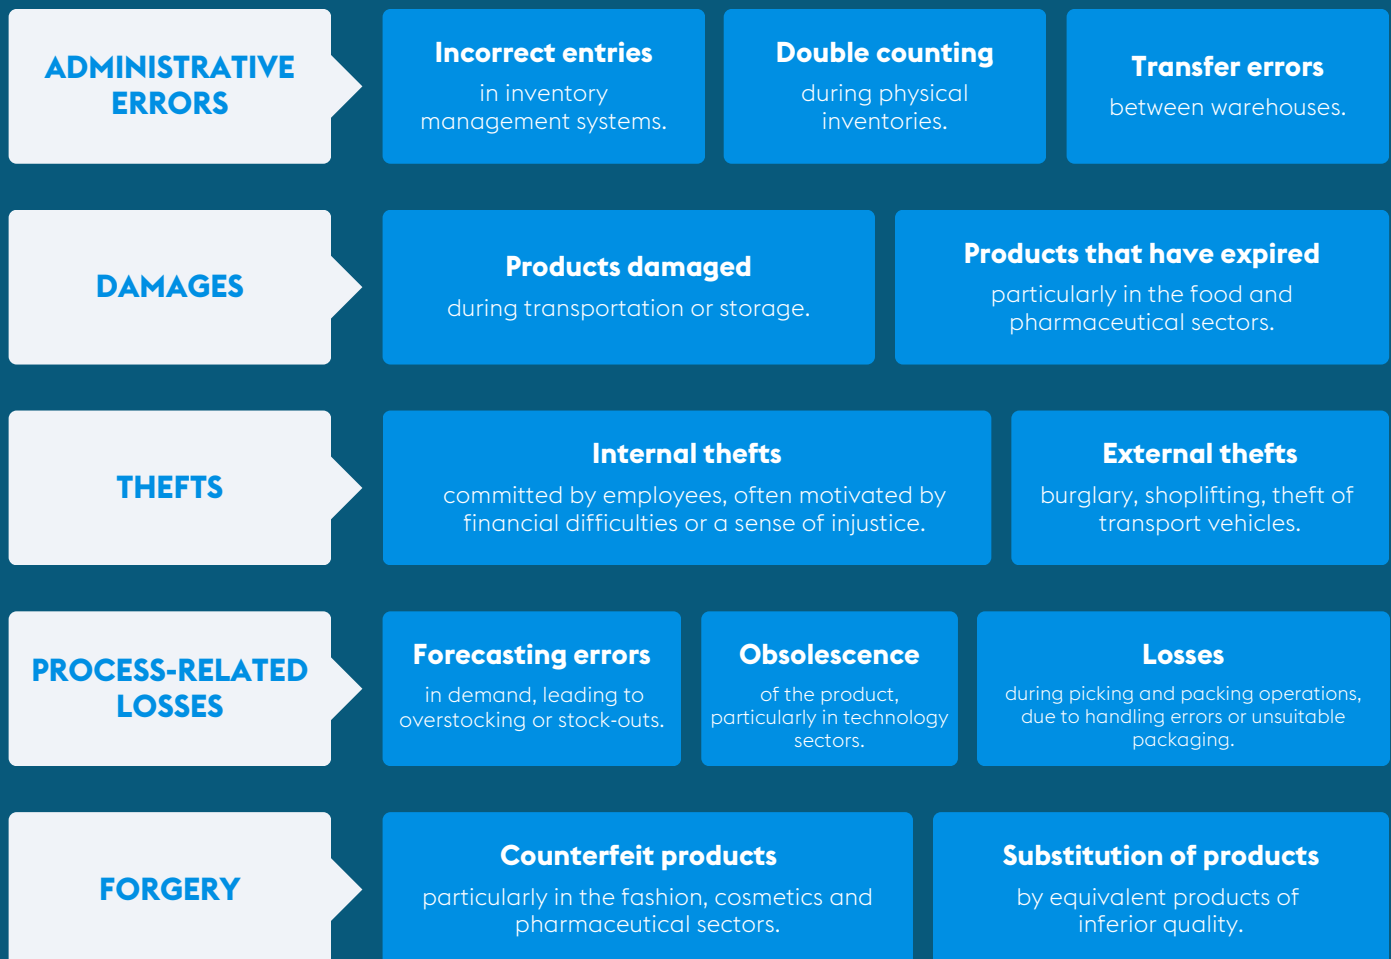 ADMINISTRATIVE
ERRORS
Incorrect entries
in inventory
management systems.
Double counting
during physical
inventories.
Transfer errors
between warehouses.
DAMAGES
Products damaged
during transportation or storage.
Products that have expired
particularly in the food and
pharmaceutical sectors.
THEFTS
Internal thefts
committed by employees, often motivated by
financial difficulties or a sense of injustice.
External thefts
burglary, shoplifting, theft of
transport vehicles.
PROCESS-RELATED
LOSSES
Forecasting errors
in demand, leading to
overstocking or stock-outs.
Obsolescence
of the product,
particularly in technology
sectors.
Losses
during picking and packing operations,
due to handling errors or unsuitable
packaging.
FORGERY
Counterfeit products
particularly in the fashion, cosmetics and
pharmaceutical sectors.
Substitution of products
by equivalent products of
inferior quality.